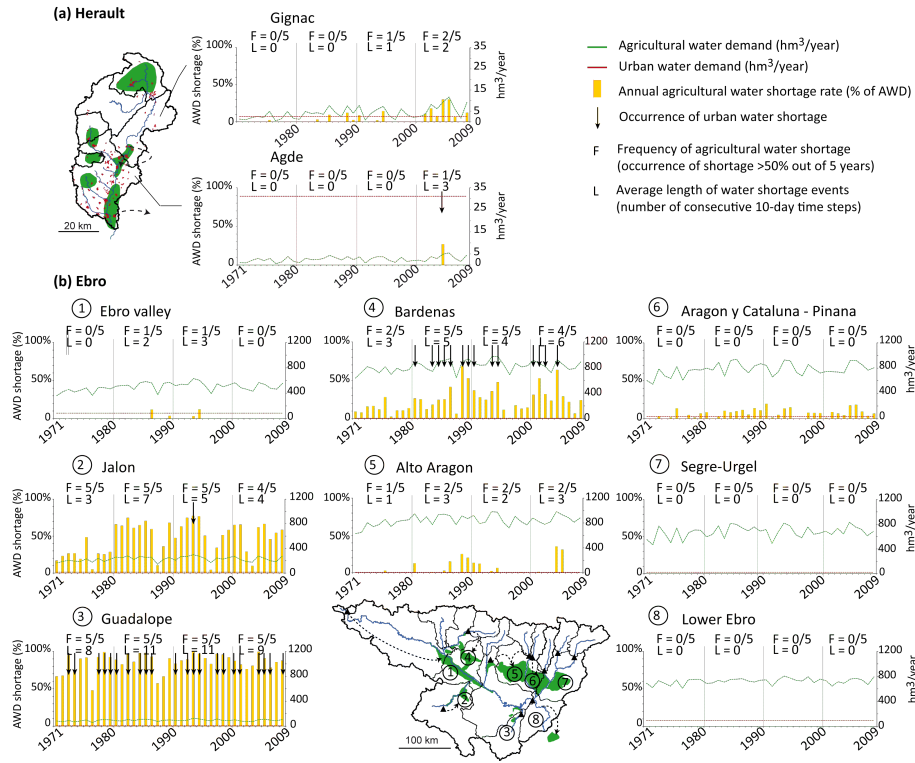 (a) Herault
Gignac
F = 0/5 F = 0/5 F = 1/5 F = 2/5
L = 0 L = 0 L = 1 L = 2
100%
50%
0
AWD shortage (%)
35
25
15
5
0
hm3/year
1980 1990 2000
Agde
F = 0/5 F = 0/5 F = 0/5 F = 1/5
L = 0 L = 0 L = 0 L = 3
100%
50%
0
AWD shortage (%)
35
25
15
5
0
hm3/year
1971 1980 1990 2000 2009
20 km
Agricultural water demand (hm3/year)
Urban water demand (hm3/year)
Annual agricultural water shortage rate (% of AWD)
Occurrence of urban water shortage
F Frequency of agricultural water shortage
(occurrence of shortage >50% out of 5 years)
L Average length of water shortage events
(number of consecutive 10-day time steps)
(b) Ebro
1 Ebro valley
F = 0/5 F = 1/5 F = 1/5 F = 0/5
L = 0 L = 2 L = 3 L = 0
100%
50%
0
AWD shortage (%)
1200
800
400
0
1971 1980 1990 2000 2009
4 Bardenas
F = 2/5 F = 5/5 F = 5/5 F = 4/5
L = 3 L = 5 L = 4 L = 6
100%
50%
0
1200
800
400
0
1971 1980 1990 2000 2009
6 Aragon y Cataluna - Pinana
F = 0/5 F = 0/5 F = 0/5 F = 0/5
L = 0 L = 0 L = 0 L = 0
100%
50%
0
1200
800
400
0
hm3/year
1971 1980 1990 2000 2009
2 Jalon
F = 5/5 F = 5/5 F = 5/5 F = 4/5
L = 3 L = 7 L = 5 L = 4
100%
50%
0
AWD shortage (%)
1200
800
400
0
1971 1980 1990 2000 2009
5 Alto Aragon
F = 1/5 F = 2/5 F = 2/5 F = 2/5
L = 1 L = 3 L = 2 L = 3
100%
50%
0
1200
800
400
0
1971 1980 1990 2000 2009
7 Segre-Urgel
F = 0/5 F = 0/5 F = 0/5 F = 0/5
L = 0 L = 0 L = 0 L = 0
100%
50%
0
1200
800
400
0
hm3/year
1971 1980 1990 2000 2009
3 Guadalope
F = 5/5 F = 5/5 F = 5/5 F = 5/5
L = 8 L = 11 L = 11 L = 9
100%
50%
0
AWD shortage (%)
1200
800
400
0
1971 1980 1990 2000 2009
1 4 5 6 7 2 3 8
100 km
8 Lower Ebro
F = 0/5 F = 0/5 F = 0/5 F = 0/5
L = 0 L = 0 L = 0 L = 0
100%
50%
0
1200
800
400
0
hm3/year
1971 1980 1990 2000 2009